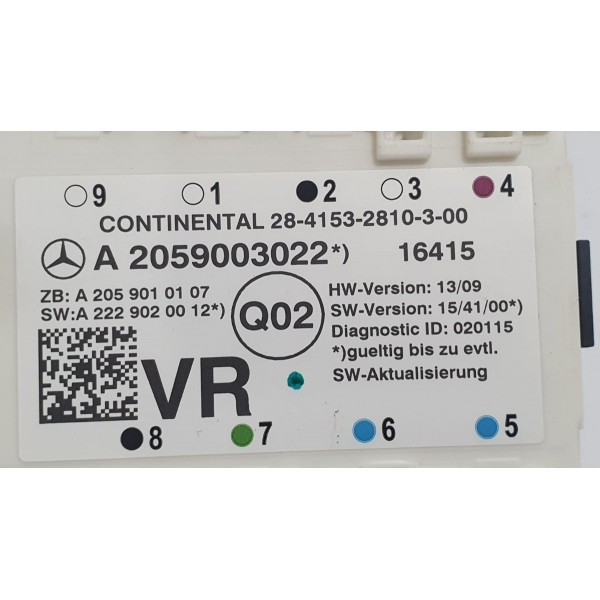 9 1 2 3 4
CONTINENTAL 28-4153-2810-3-00
A 2059003022*) 16415
ZB: A 205 901 01 07
SW:A 222 902 00 12*)
Q02
HW-Version: 13/09
SW-Version: 15/41/00*)
Diagnostic ID: 020115
*)gueltig bis zu evtl.
SW-Aktualisierung
VR
8 7 6 5